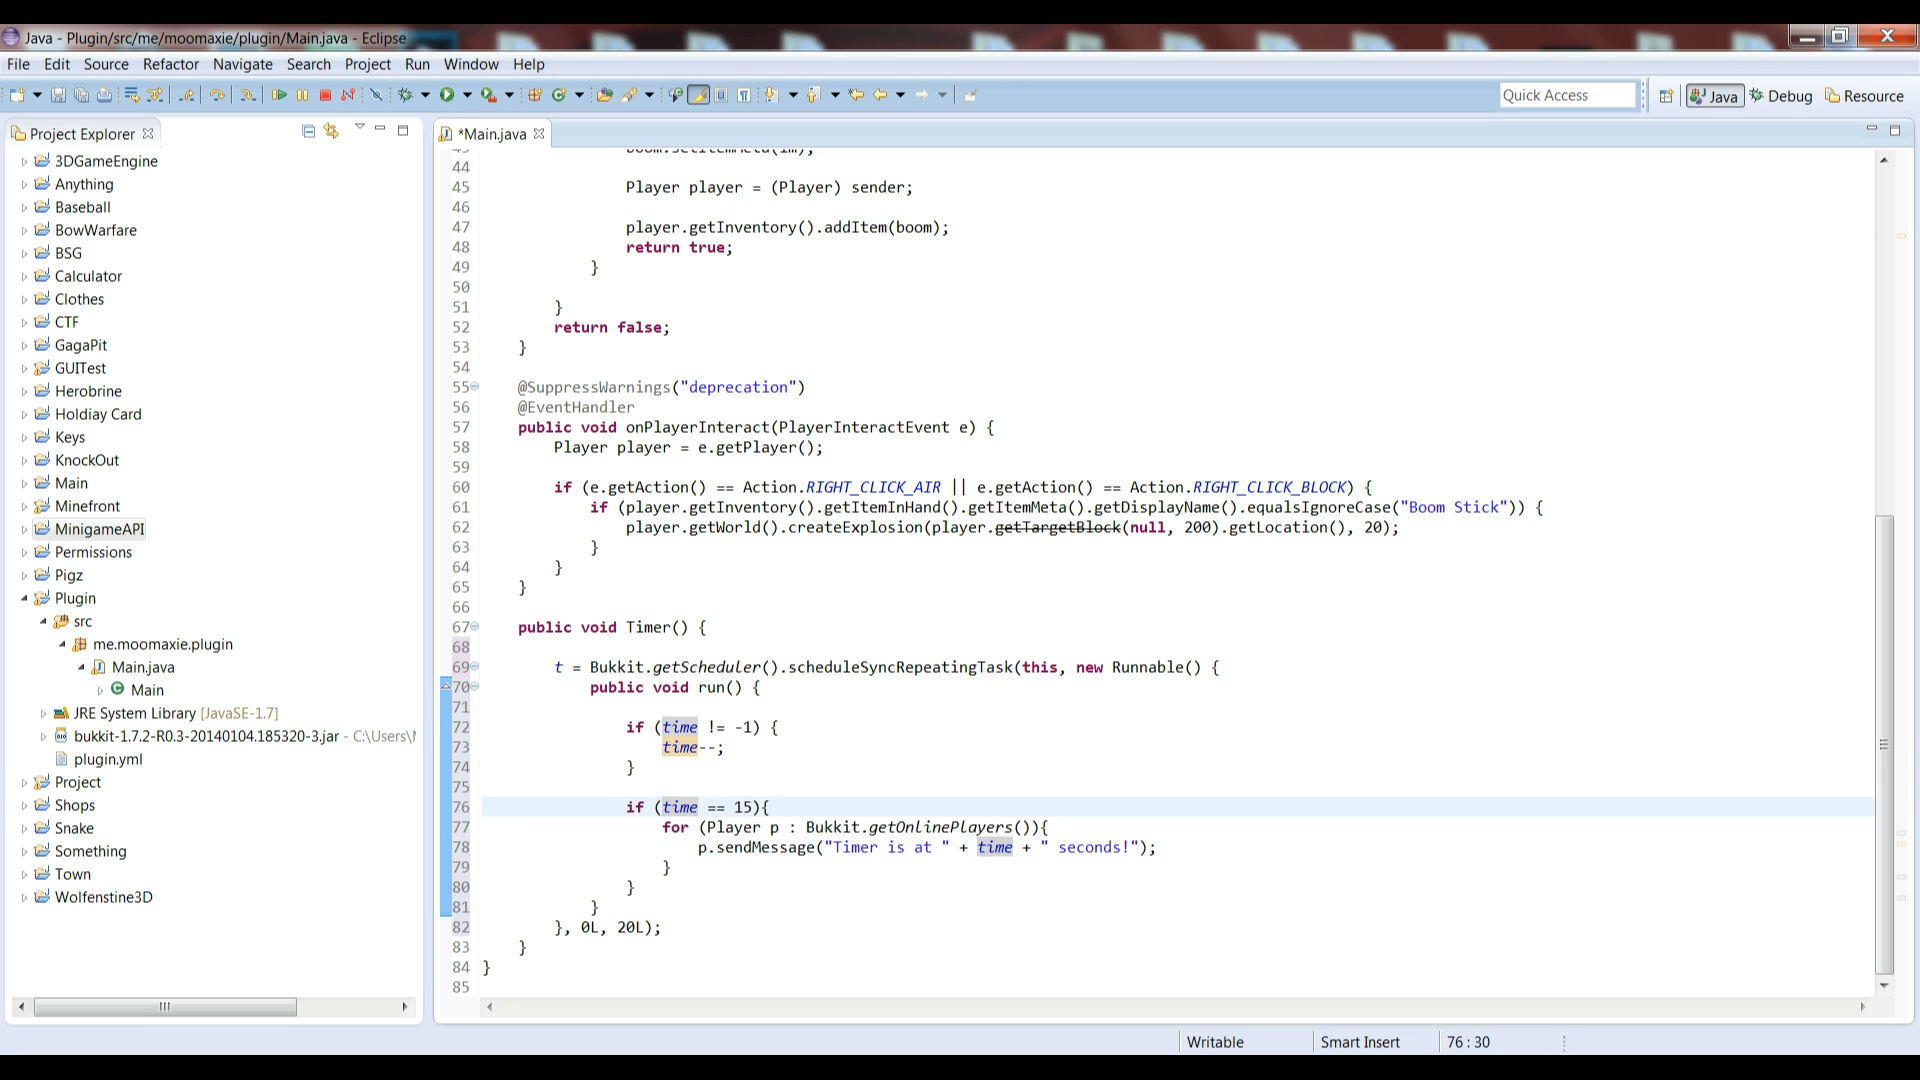 Java - Plugin/src/me/moomaxie/plugin/Main.java - Eclipse
File Edit Source Refactor Navigate Search Project Run Window Help
Quick Access
Java Debug Resource
Project Explorer
3DGameEngine
Anything
Baseball
BowWarfare
BSG
Calculator
Clothes
CTF
GagaPit
GUITest
Herobrine
Holdiay Card
Keys
KnockOut
Main
Minefront
MinigameAPI
Permissions
Pigz
Plugin
src
me.moomaxie.plugin
Main.java
Main
JRE System Library [JavaSE-1.7]
bukkit-1.7.2-R0.3-20140104.185320-3.jar - C:\Users\
plugin.yml
Project
Shops
Snake
Something
Town
Wolfenstine3D
*Main.java
43 boom.setItemMeta(im);
44
45 Player player = (Player) sender;
46
47 player.getInventory().addItem(boom);
48 return true;
49 }
50
51 }
52 return false;
53 }
54
55 @SuppressWarnings("deprecation")
56 @EventHandler
57 public void onPlayerInteract(PlayerInteractEvent e) {
58 Player player = e.getPlayer();
59
60 if (e.getAction() == Action.RIGHT_CLICK_AIR || e.getAction() == Action.RIGHT_CLICK_BLOCK) {
61 if (player.getInventory().getItemInHand().getItemMeta().getDisplayName().equalsIgnoreCase("Boom Stick")) {
62 player.getWorld().createExplosion(player.getTargetBlock(null, 200).getLocation(), 20);
63 }
64 }
65 }
66
67 public void Timer() {
68
69 t = Bukkit.getScheduler().scheduleSyncRepeatingTask(this, new Runnable() {
70 public void run() {
71
72 if (time != -1) {
73 time--;
74 }
75
76 if (time == 15){
77 for (Player p : Bukkit.getOnlinePlayers()){
78 p.sendMessage("Timer is at " + time + " seconds!");
79 }
80 }
81 }
82 }, 0L, 20L);
83 }
84 }
85
Writable Smart Insert 76 : 30